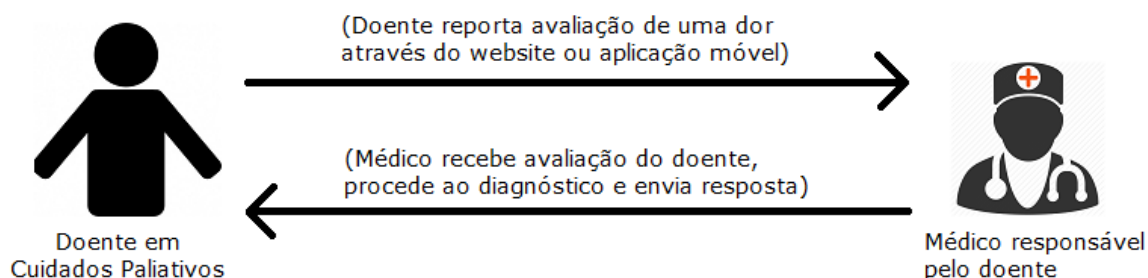 (Doente reporta avaliação de uma dor
através do website ou aplicação móvel)
(Médico recebe avaliação do doente,
procede ao diagnóstico e envia resposta)
Doente em
Cuidados Paliativos
Médico responsável
pelo doente